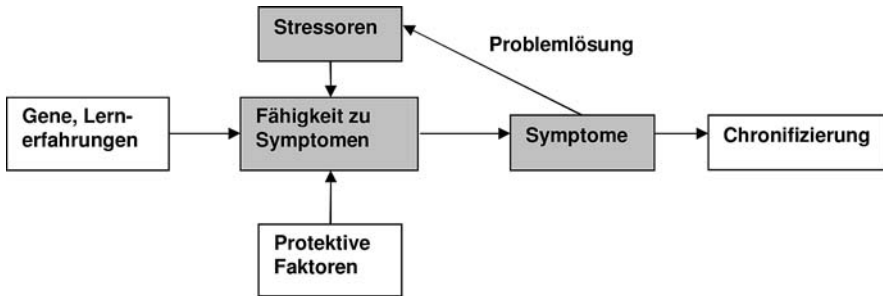 Stressoren
Problemlösung
Gene, Lern-
erfahrungen
Fähigkeit zu
Symptomen
Symptome
Chronifizierung
Protektive
Faktoren